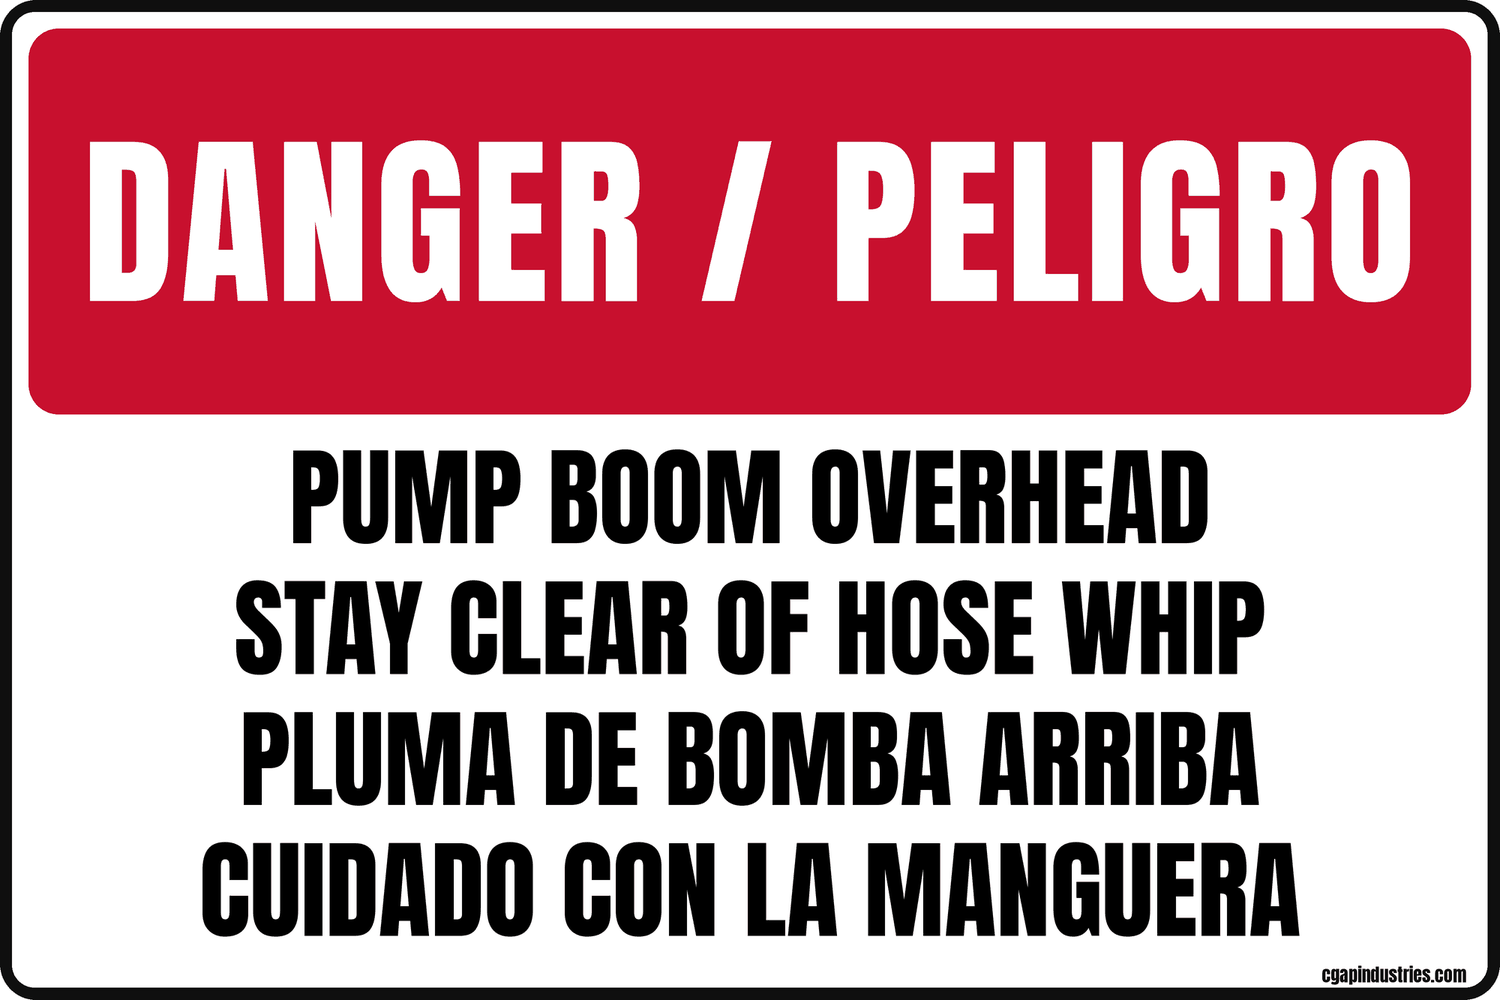 DANGER / PELIGRO
PUMP BOOM OVERHEAD
STAY CLEAR OF HOSE WHIP
PLUMA DE BOMBA ARRIBA
CUIDADO CON LA MANGUERA
cgapindustries.com